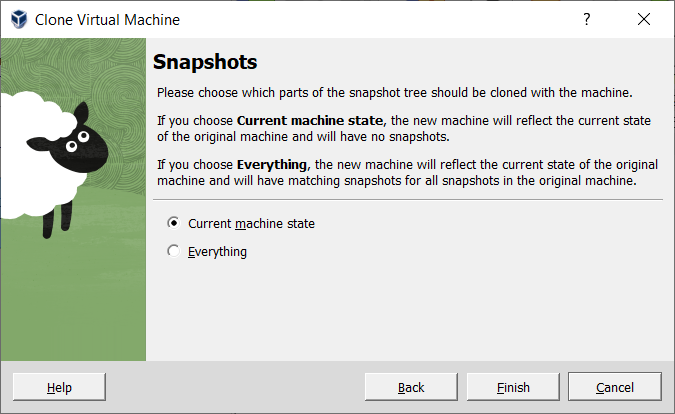 Clone Virtual Machine
?
Snapshots
Please choose which parts of the snapshot tree should be cloned with the machine.
If you choose Current machine state, the new machine will reflect the current state
of the original machine and will have no snapshots.
If you choose Everything, the new machine will reflect the current state of the original
machine and will have matching snapshots for all snapshots in the original machine.
Current machine state
Everything
Help
Back
Finish
Cancel